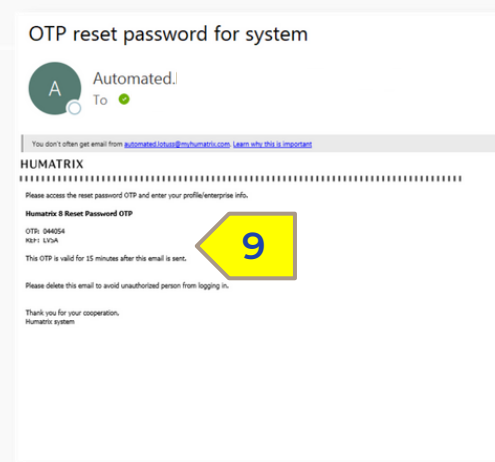 OTP reset password for system
A
Automated.
To
You don't often get email from automated.lotuss@myhumatrix.com. Learn why this is important
HUMATRIX
Please access the reset password OTP and enter your profile/enterprise info.
Humatrix 8 Reset Password OTP
OTP: 044054
REF: EVSA
This OTP is valid for 15 minutes after this email is sent.
9
Please delete this email to avoid unauthorized person from logging in.
Thank you for your cooperation.
Humatrix system